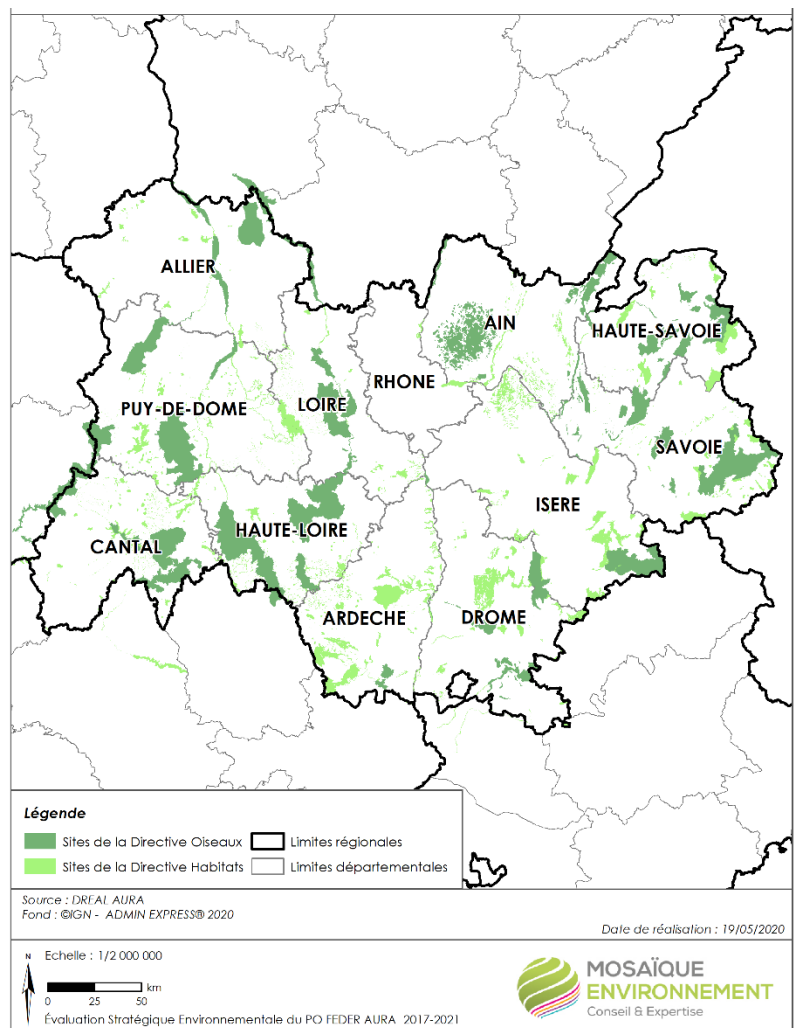 ALLIER
AIN
HAUTE-SAVOIE
RHONE
LOIRE
PUY-DE-DOME
SAVOIE
ISERE
HAUTE-LOIRE
CANTAL
ARDECHE
DROME
Légende
Sites de la Directive Oiseaux
Limites régionales
Sites de la Directive Habitats
Limites départementales
Source : DREAL AURA
Fond : ©IGN - ADMIN EXPRESS® 2020
Date de réalisation : 19/05/2020
N
Echelle : 1/2 000 000
km
0 25 50
Évaluation Stratégique Environnementale du PO FEDER AURA 2017-2021
MOSAÏQUE
ENVIRONNEMENT
Conseil & Expertise